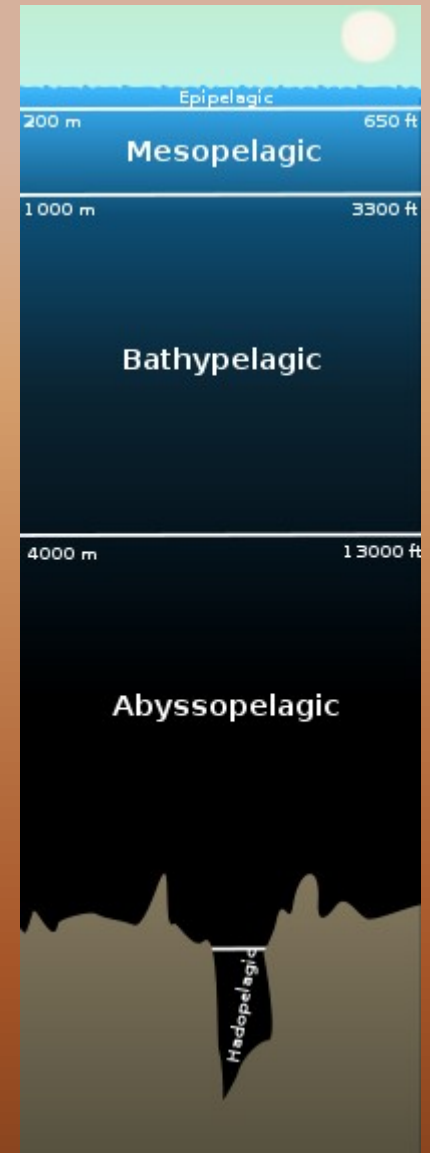 Epipelagic
200 m 650 ft
Mesopelagic
1000 m 3300 ft
Bathypelagic
4000 m 13000 ft
Abyssopelagic
Hadopelagic